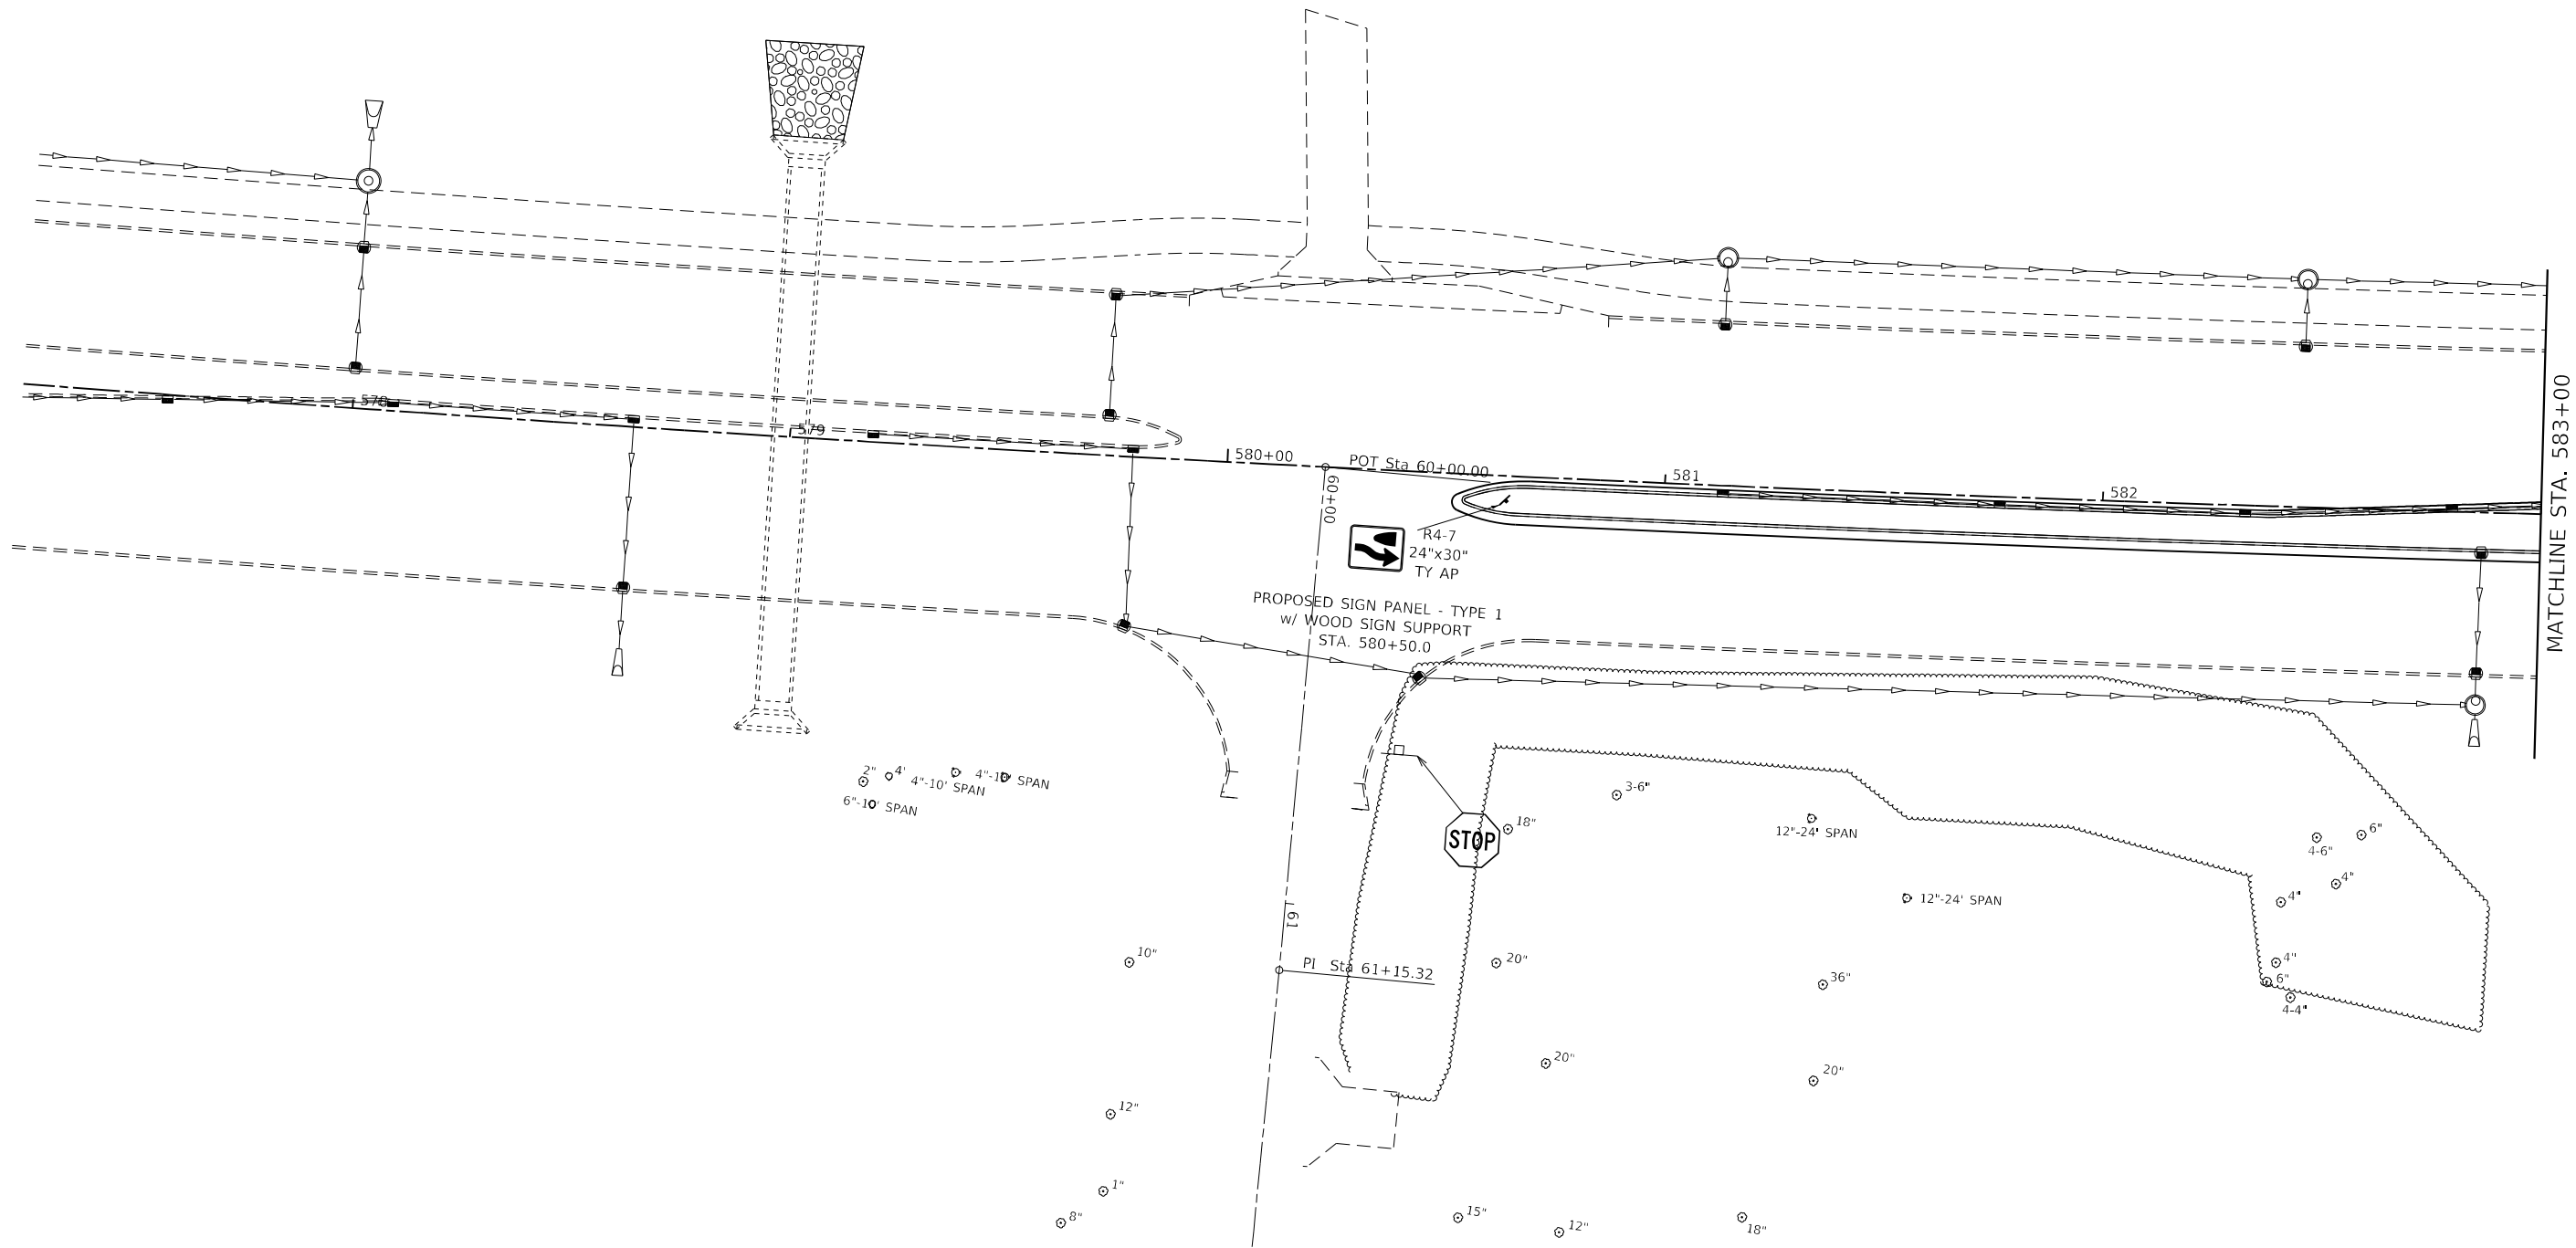 578
579
580+00
POT Sta 60+00.00
581
582
MATCHLINE STA. 583+00
60+00
R4-7
24"x30"
TY AP
PROPOSED SIGN PANEL - TYPE 1
w/ WOOD SIGN SUPPORT
STA. 580+50.0
2"
4'
4"-10' SPAN
4"-10' SPAN
6"-10' SPAN
3-6"
18"
12"-24' SPAN
STOP
6"
4-6"
4"
4"
12"-24' SPAN
61
10"
PI Sta 61+15.32
20"
36"
4"
6"
4-4"
20"
20"
12"
1"
8"
15"
12"
18"